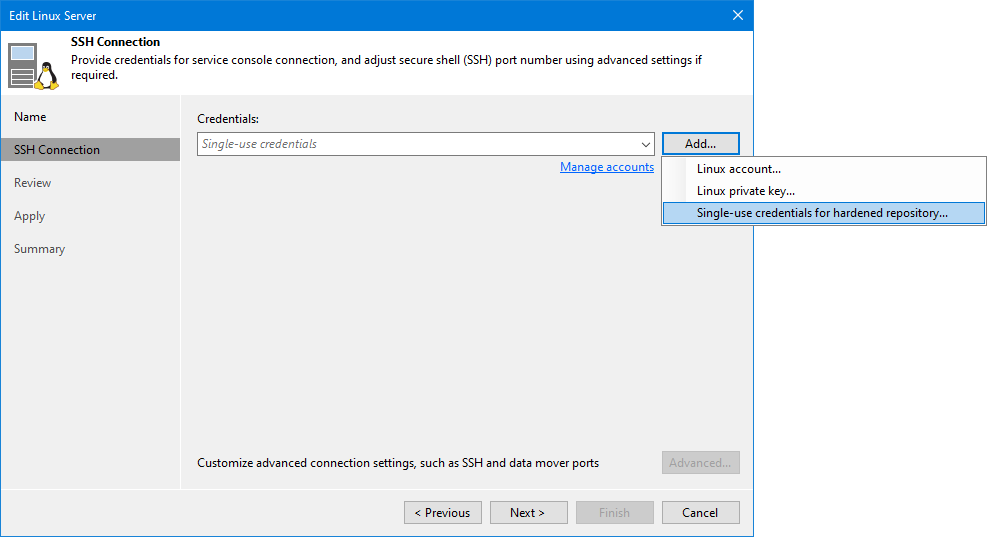 Edit Linux Server
SSH Connection
Provide credentials for service console connection, and adjust secure shell (SSH) port number using advanced settings if
required.
Name
SSH Connection
Review
Apply
Summary
Credentials:
Single-use credentials
Add...
Manage accounts
Linux account...
Linux private key...
Single-use credentials for hardened repository...
Customize advanced connection settings, such as SSH and data mover ports
Advanced...
< Previous
Next >
Finish
Cancel